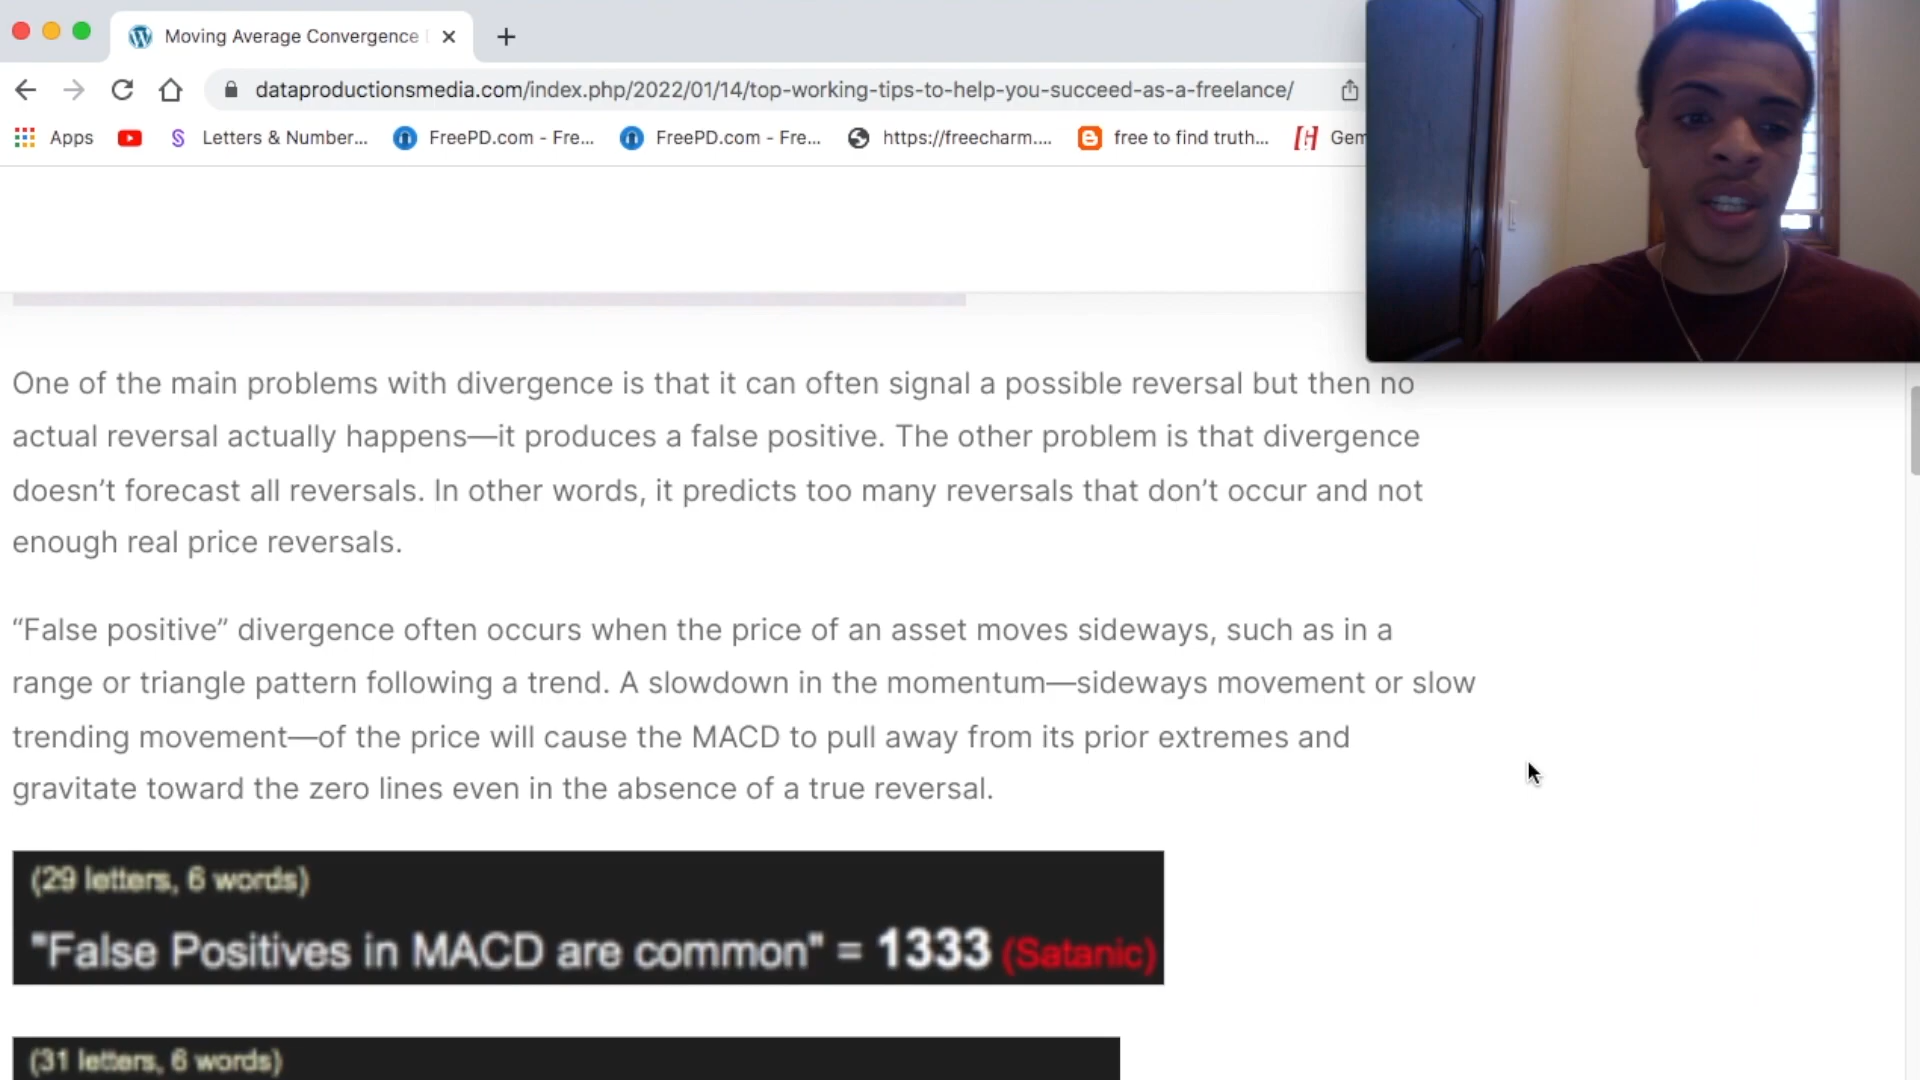 Moving Average Convergence
dataproductionsmedia.com/index.php/2022/01/14/top-working-tips-to-help-you-succeed-as-a-freelance/
Apps Letters & Number... FreePD.com - Fre... FreePD.com - Fre... https://freecharm.... free to find truth... Gem
One of the main problems with divergence is that it can often signal a possible reversal but then no
actual reversal actually happens—it produces a false positive. The other problem is that divergence
doesn’t forecast all reversals. In other words, it predicts too many reversals that don’t occur and not
enough real price reversals.
“False positive” divergence often occurs when the price of an asset moves sideways, such as in a
range or triangle pattern following a trend. A slowdown in the momentum—sideways movement or slow
trending movement—of the price will cause the MACD to pull away from its prior extremes and
gravitate toward the zero lines even in the absence of a true reversal.
(29 letters, 6 words)
"False Positives in MACD are common" = 1333 (Satanic)
(31 letters, 6 words)